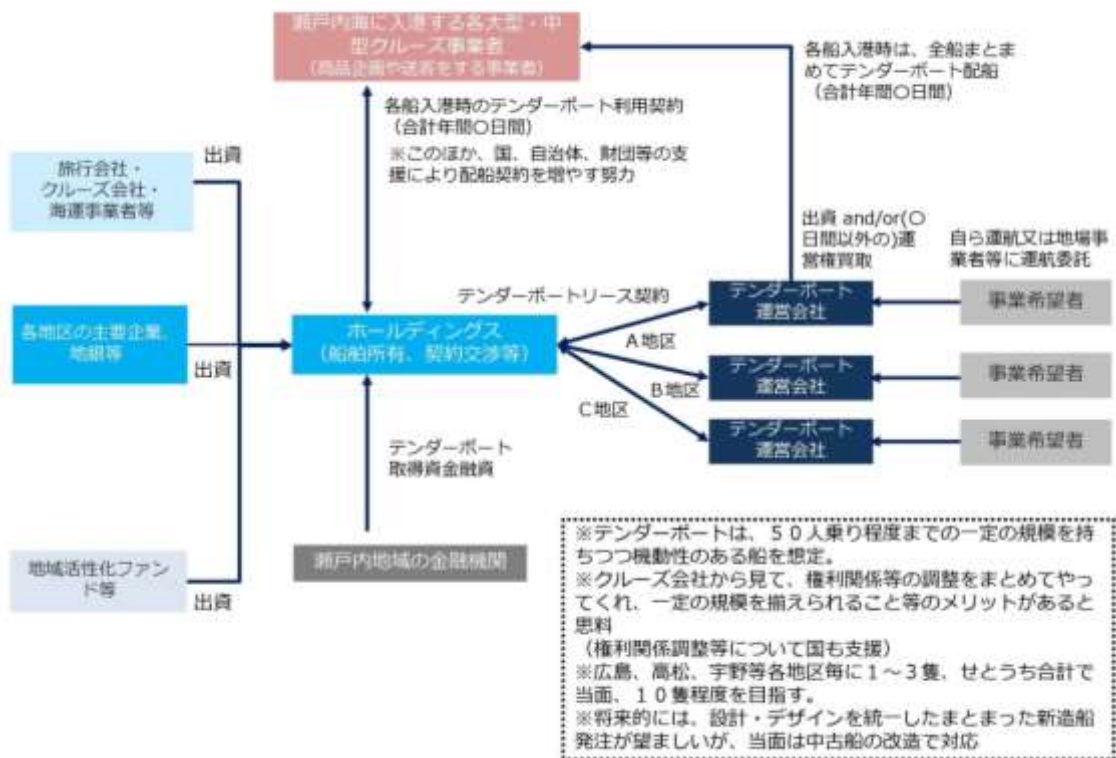 瀬戸内海に入港する各大型・中
型クルーズ事業者
(商品企画や送客をする事業者)
各船入港時は、全船まとま
めてテンダーボート配船
(合計年間〇日間)
各船入港時のテンダーボート利用契約
(合計年間〇日間)
※このほか、国、自治体、財団等の支
援により配船契約を増やす努力
出資
旅行会社・
クルーズ会社・
海運事業者等
出資 and/or(〇
日間以外の)運
営権買取
自ら運航又は地場事
業者等に運航委託
テンダーボートリース契約
テンダーボート
運営会社
事業希望者
各地区の主要企業、
地銀等
出資
ホールディングス
(船舶所有、契約交渉等)
A地区
B地区
C地区
テンダーボート
運営会社
事業希望者
テンダーボート
運営会社
事業希望者
テンダーボート
取得資金融資
地域活性化ファン
ド等
出資
瀬戸内地域の金融機関
※テンダーボートは、50人乗り程度までの一定の規模を持
ちつつ機動性のある船を想定。
※クルーズ会社から見て、権利関係等の調整をまとめてやっ
てくれ、一定の規模を揃えられること等のメリットがあると
思料
(権利関係調整等について国も支援)
※広島、高松、宇野等各地区毎に1~3隻、せとうち合計で
当面、10隻程度を目指す。
※将来的には、設計・デザインを統一したまとまった新造船
発注が望ましいが、当面は中古船の改造で対応